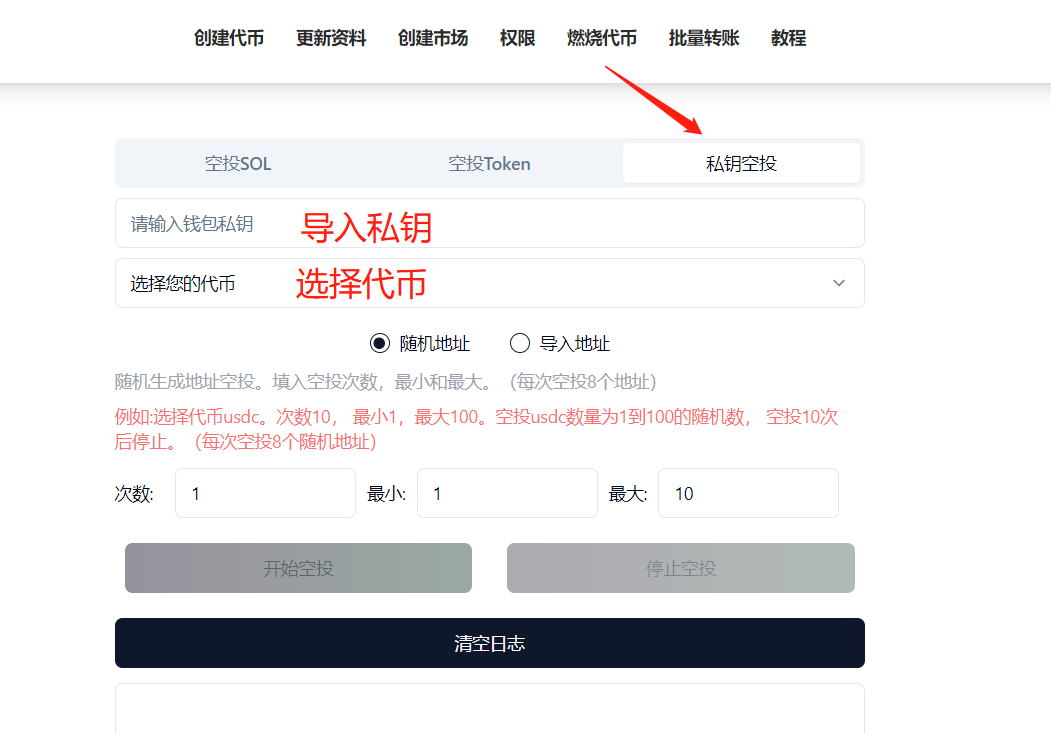 创建代币 更新资料 创建市场 权限 燃烧代币 批量转账 教程
空投SOL 空投Token 私钥空投
请输入钱包私钥 导入私钥
选择您的代币 选择代币
随机地址 导入地址
随机生成地址空投。填入空投次数，最小和最大。（每次空投8个地址）
例如:选择代币usdc。次数10， 最小1，最大100。空投usdc数量为1到100的随机数， 空投10次
后停止。（每次空投8个随机地址）
次数: 1 最小: 1 最大: 10
开始空投 停止空投
清空日志